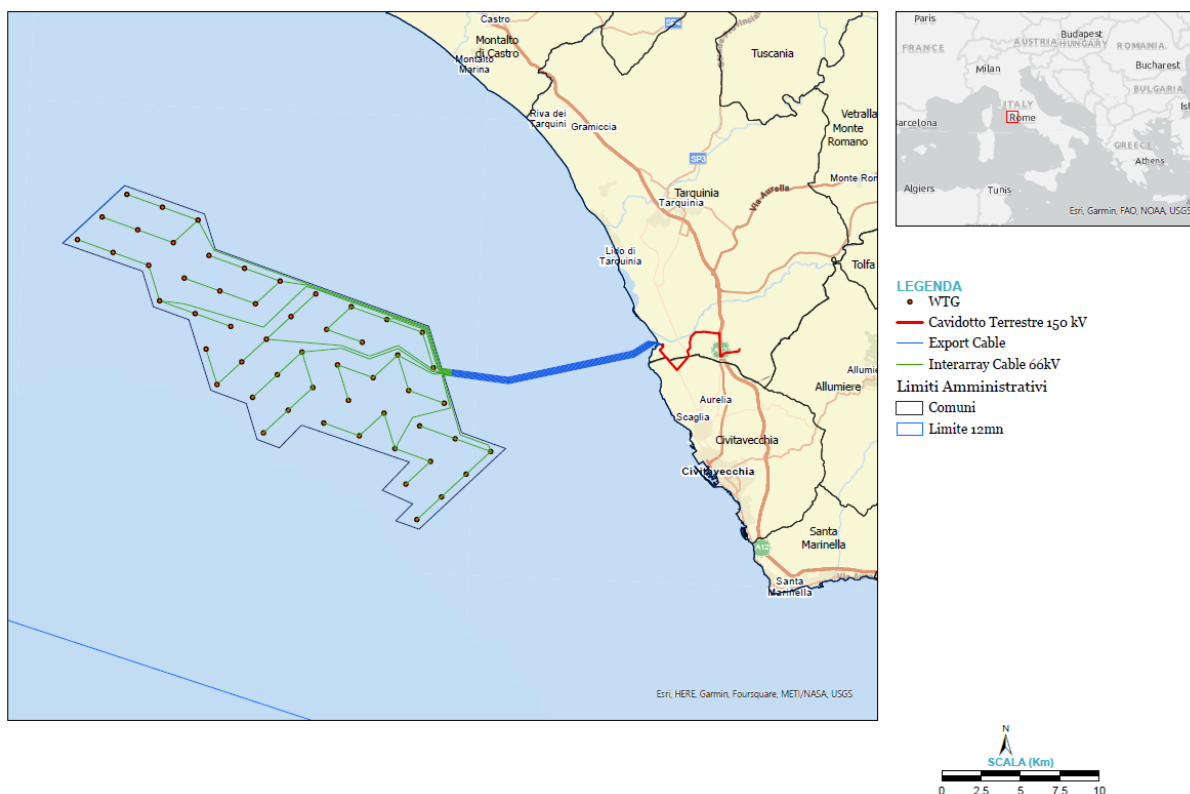 Castro
Montalto
di Castro
Montalto
Marina
Tuscania
Riva dei
Tarquini
Gramiccia
Vetralla
Monte
Romano
SP3
Tarquinia
Tarquinia
Via-Aurelia
Monte Rom
Lido di
Tarquinia
Tolfa
Allumie
Allumiere
Aurelia
Scaglia
Civitavecchia
Civitavecchia
Santa
Marinella
A12
Santa
Marinella
Esri, HERE, Garmin, Foursquare, METI/NASA, USGS
Paris
FRANCE
Budapest
AUSTRIA
HUNGARY
ROMANIA
Milan
Bucharest
BULGARIA
ITALY
Rome
Barcelona
GREECE
Athens
Algiers
Tunis
Esri, Garmin, FAO, NOAA, USGS
LEGENDA
WTG
Cavidotto Terrestre 150 kV
Export Cable
Interarray Cable 66kV
Limiti Amministrativi
Comuni
Limite 12mn
N
SCALA (Km)
0 2.5 5 7.5 10